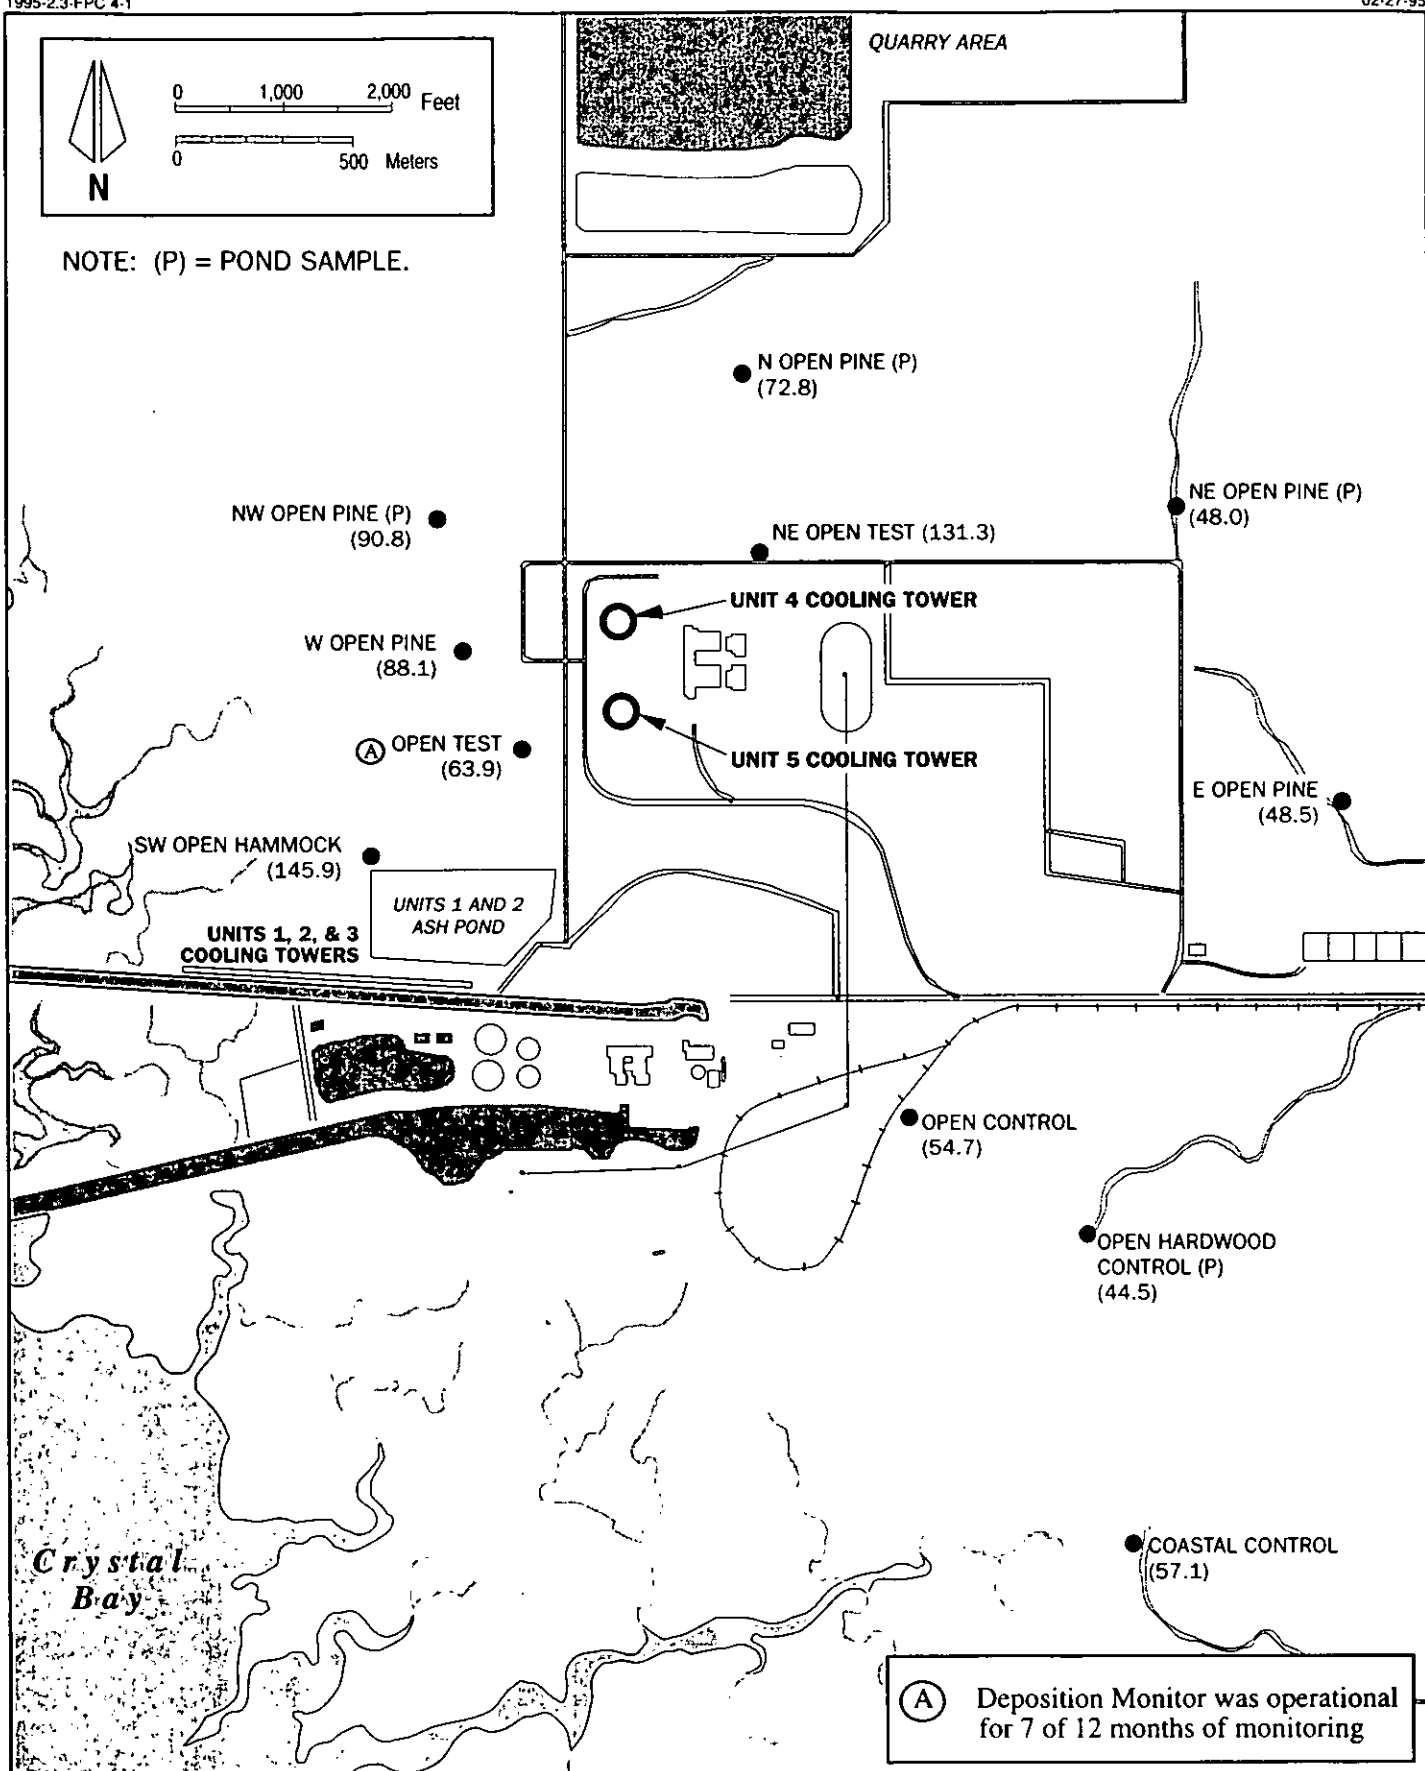 1995-2.3-FPC 4-1
02-27-95
QUARRY AREA
0 1,000 2,000 Feet
0 500 Meters
N
NOTE: (P) = POND SAMPLE.
N OPEN PINE (P)
(72.8)
NW OPEN PINE (P)
(90.8)
NE OPEN PINE (P)
(48.0)
NE OPEN TEST (131.3)
UNIT 4 COOLING TOWER
W OPEN PINE
(88.1)
A OPEN TEST
(63.9)
UNIT 5 COOLING TOWER
E OPEN PINE
(48.5)
SW OPEN HAMMOCK
(145.9)
UNITS 1 AND 2
ASH POND
UNITS 1, 2, & 3
COOLING TOWERS
OPEN CONTROL
(54.7)
OPEN HARDWOOD
CONTROL (P)
(44.5)
Crystal
Bay
COASTAL CONTROL
(57.1)
A Deposition Monitor was operational
for 7 of 12 months of monitoring